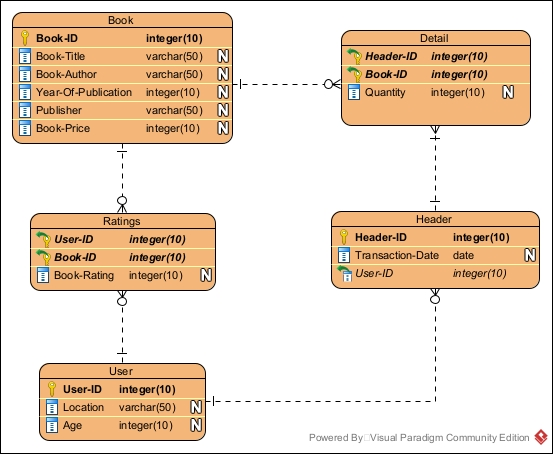 Book
Book-ID integer(10)
Book-Title varchar(50) N
Book-Author varchar(50) N
Year-Of-Publication integer(10) N
Publisher varchar(50) N
Book-Price integer(10) N
Detail
Header-ID integer(10)
Book-ID integer(10)
Quantity integer(10) N
Ratings
User-ID integer(10)
Book-ID integer(10)
Book-Rating integer(10) N
Header
Header-ID integer(10)
Transaction-Date date N
User-ID integer(10)
User
User-ID integer(10)
Location varchar(50) N
Age integer(10) N
Powered By Visual Paradigm Community Edition